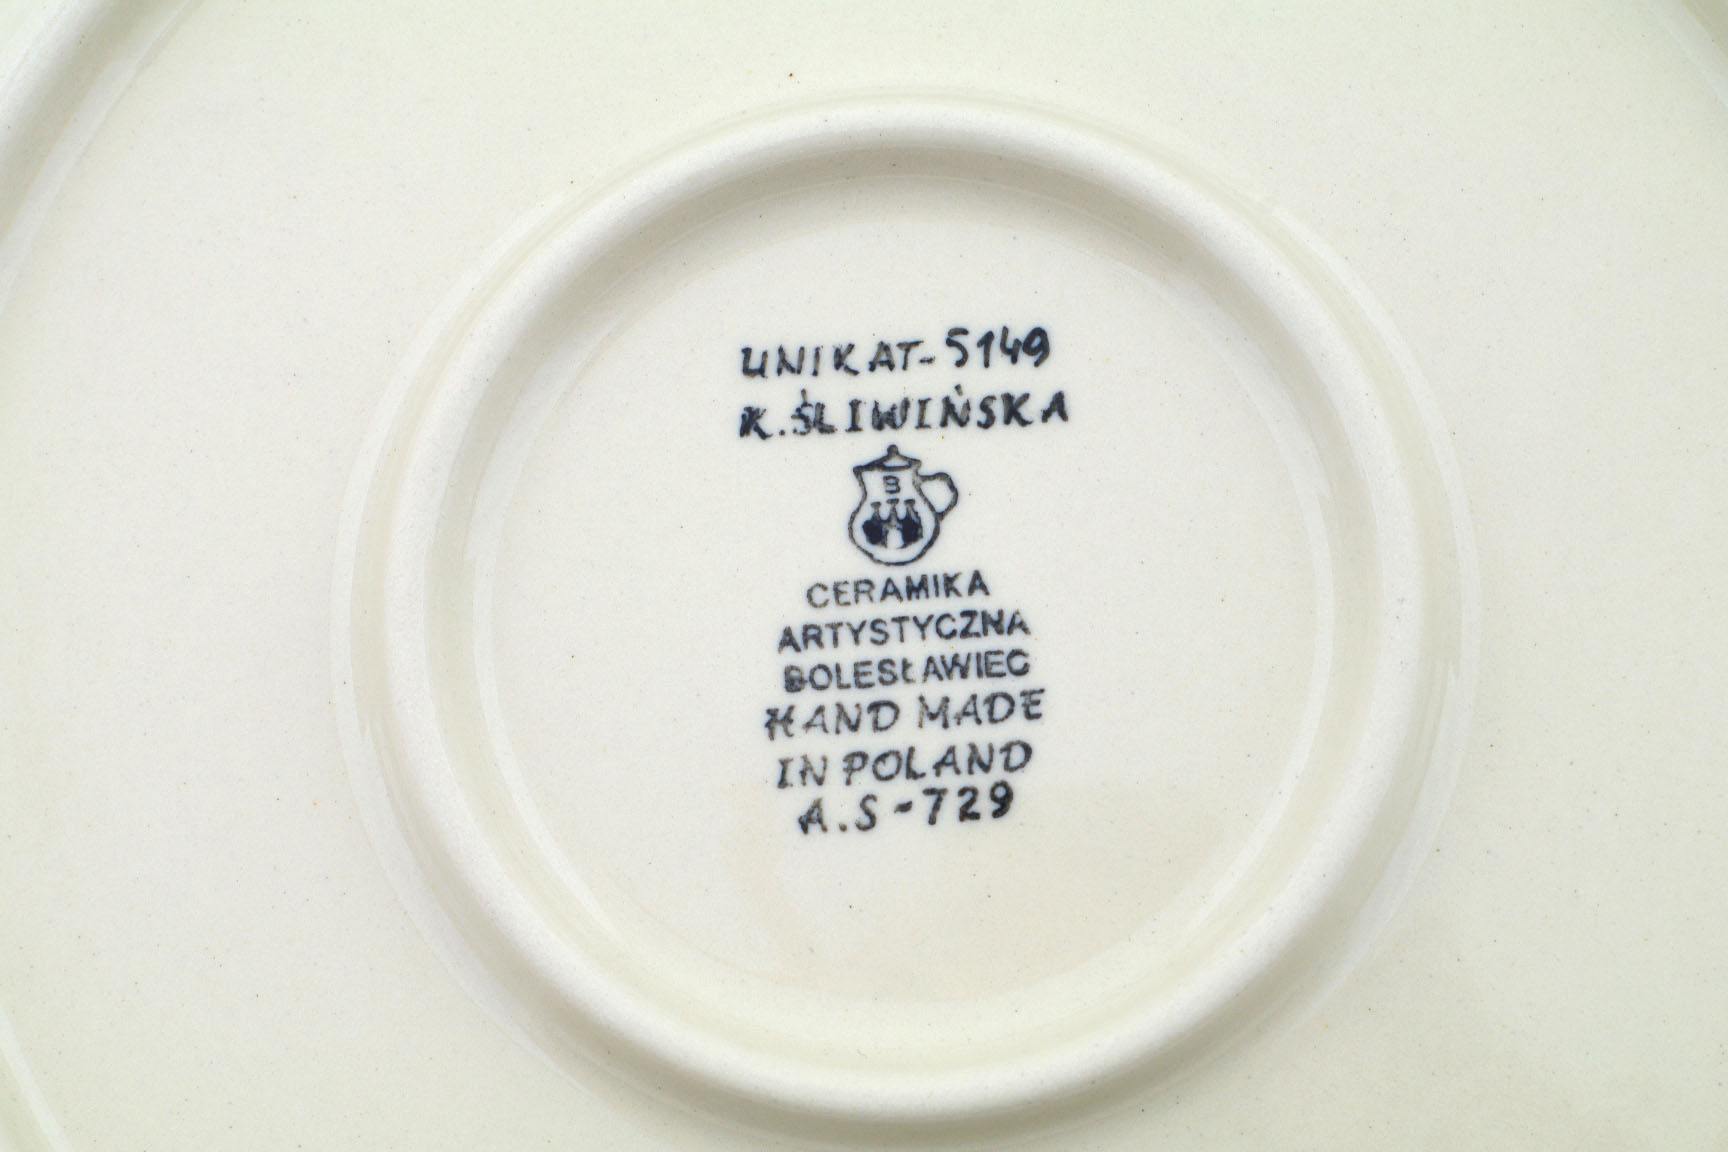 UNIKAT-5149
K.ŚLIWIŃSKA
B
CERAMIKA
ARTYSTYCZNA
BOLESŁAWIEC
HAND MADE
IN POLAND
A.S-729